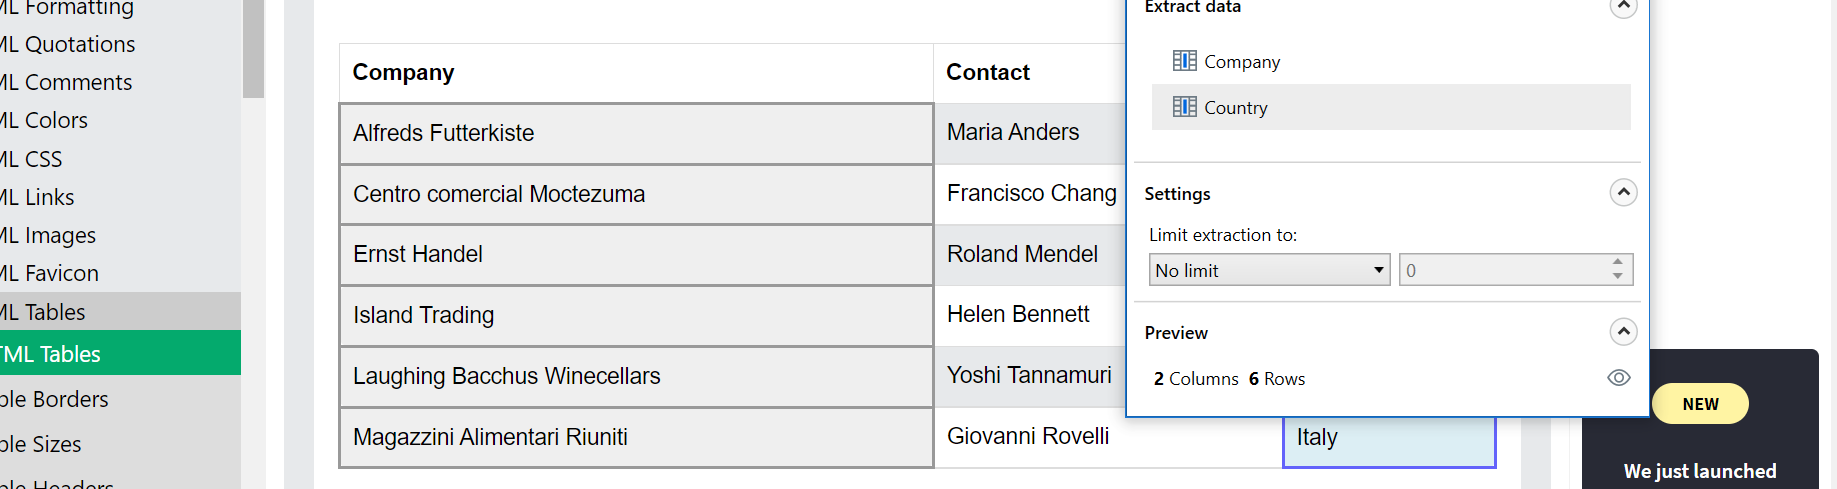 ML Formatting
ML Quotations
ML Comments
ML Colors
ML CSS
ML Links
ML Images
ML Favicon
ML Tables
TML Tables
ble Borders
ble Sizes
ble Headers
Company Contact
Alfreds Futterkiste Maria Anders
Centro comercial Moctezuma Francisco Chang
Ernst Handel Roland Mendel
Island Trading Helen Bennett
Laughing Bacchus Winecellars Yoshi Tannamuri
Magazzini Alimentari Riuniti Giovanni Rovelli Italy
Extract data
Company
Country
Settings
Limit extraction to:
No limit 0
Preview
2 Columns 6 Rows
NEW
We just launched